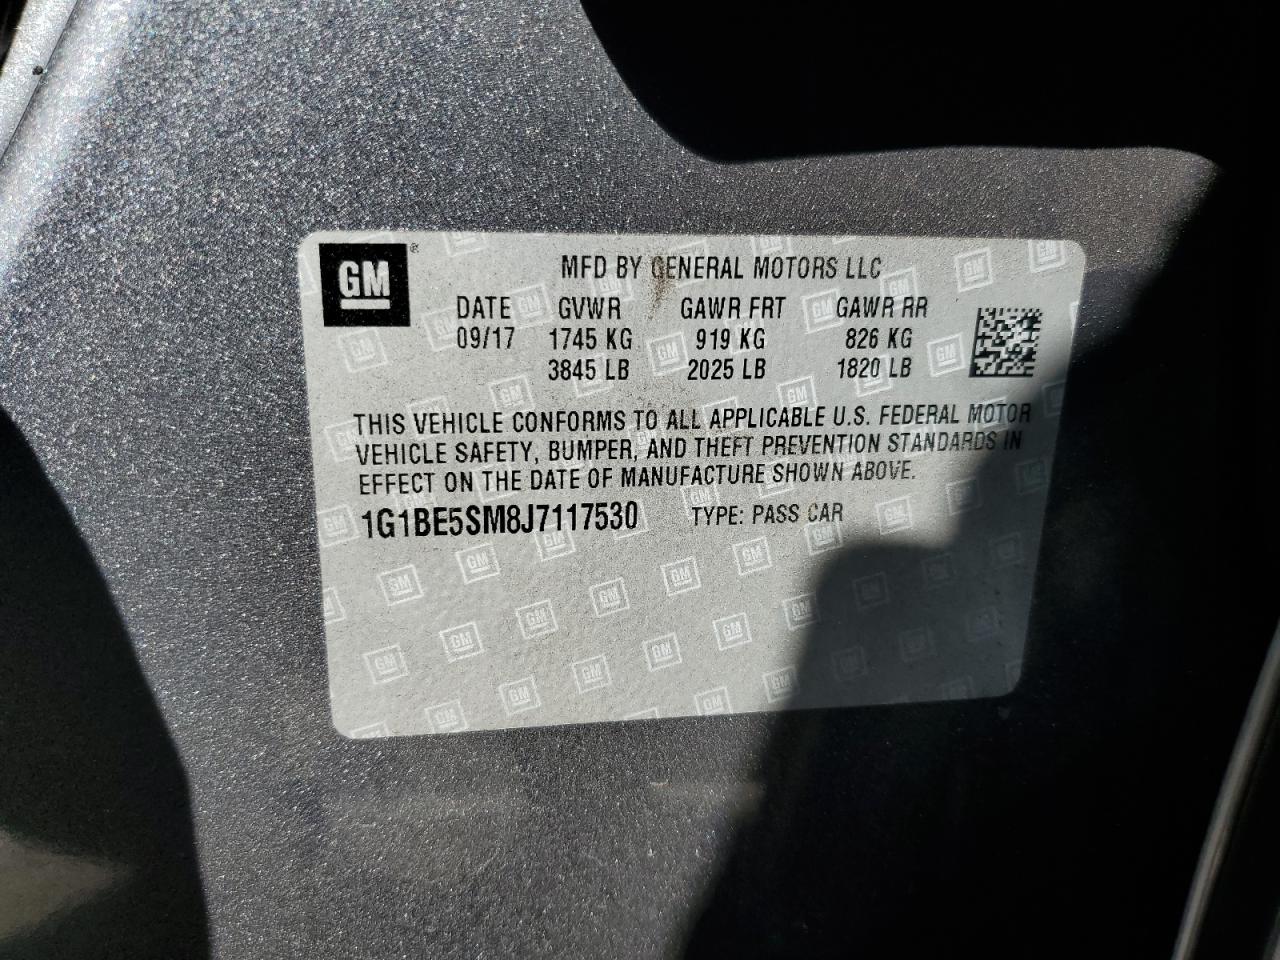 GM ®
MFD BY GENERAL MOTORS LLC
DATE GVWR GAWR FRT GAWR RR
09/17 1745 KG 919 KG 826 KG
3845 LB 2025 LB 1820 LB
THIS VEHICLE CONFORMS TO ALL APPLICABLE U.S. FEDERAL MOTOR
VEHICLE SAFETY, BUMPER, AND THEFT PREVENTION STANDARDS IN
EFFECT ON THE DATE OF MANUFACTURE SHOWN ABOVE.
1G1BE5SM8J7117530 TYPE: PASS CAR